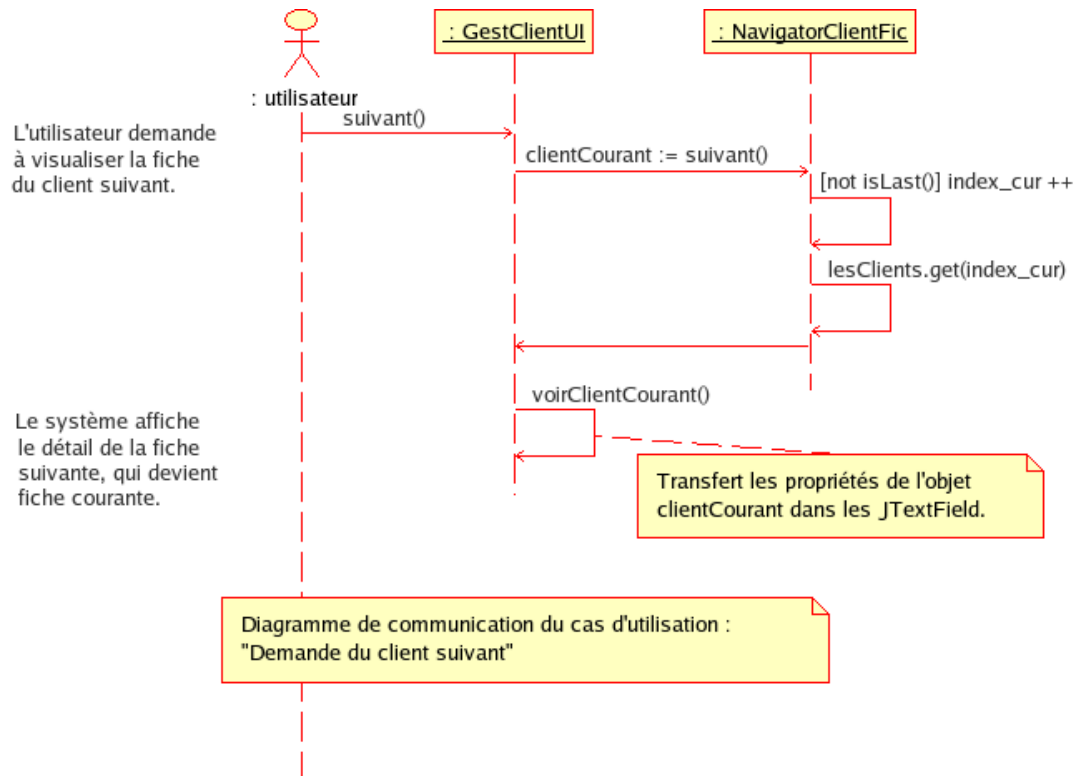 : GestClientUI
: NavigatorClientFic
: utilisateur
L'utilisateur demande
à visualiser la fiche
du client suivant.
suivant()
clientCourant := suivant()
[not isLast()] index_cur ++
lesClients.get(index_cur)
voirClientCourant()
Le système affiche
le détail de la fiche
suivante, qui devient
fiche courante.
Transfert les propriétés de l'objet
clientCourant dans les JTextField.
Diagramme de communication du cas d'utilisation :
"Demande du client suivant"